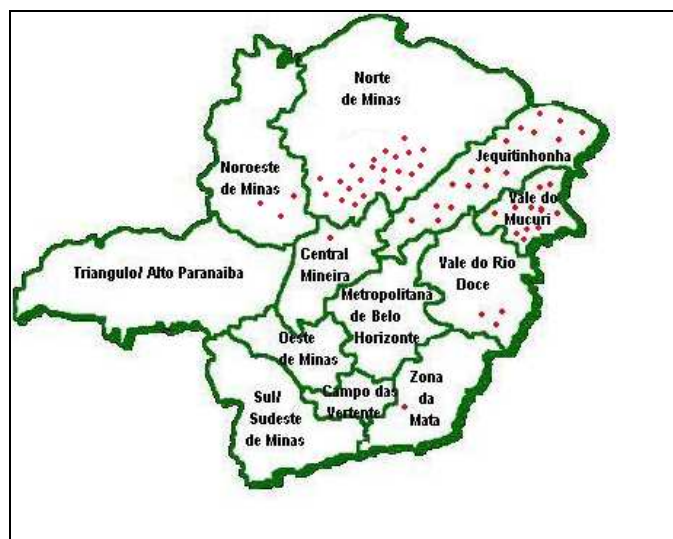 Norte
de Minas
Noroeste
de Minas
Jequitinhonha
Vale do
Mucuri
Triangulo/ Alto Paranaiba
Central
Mineira
Vale do Rio
Doce
Metropolitana
de Belo
Horizonte
Oeste
de Minas
Zona
da
Mata
Campo das
Vertente
Sul/
Sudeste
de Minas